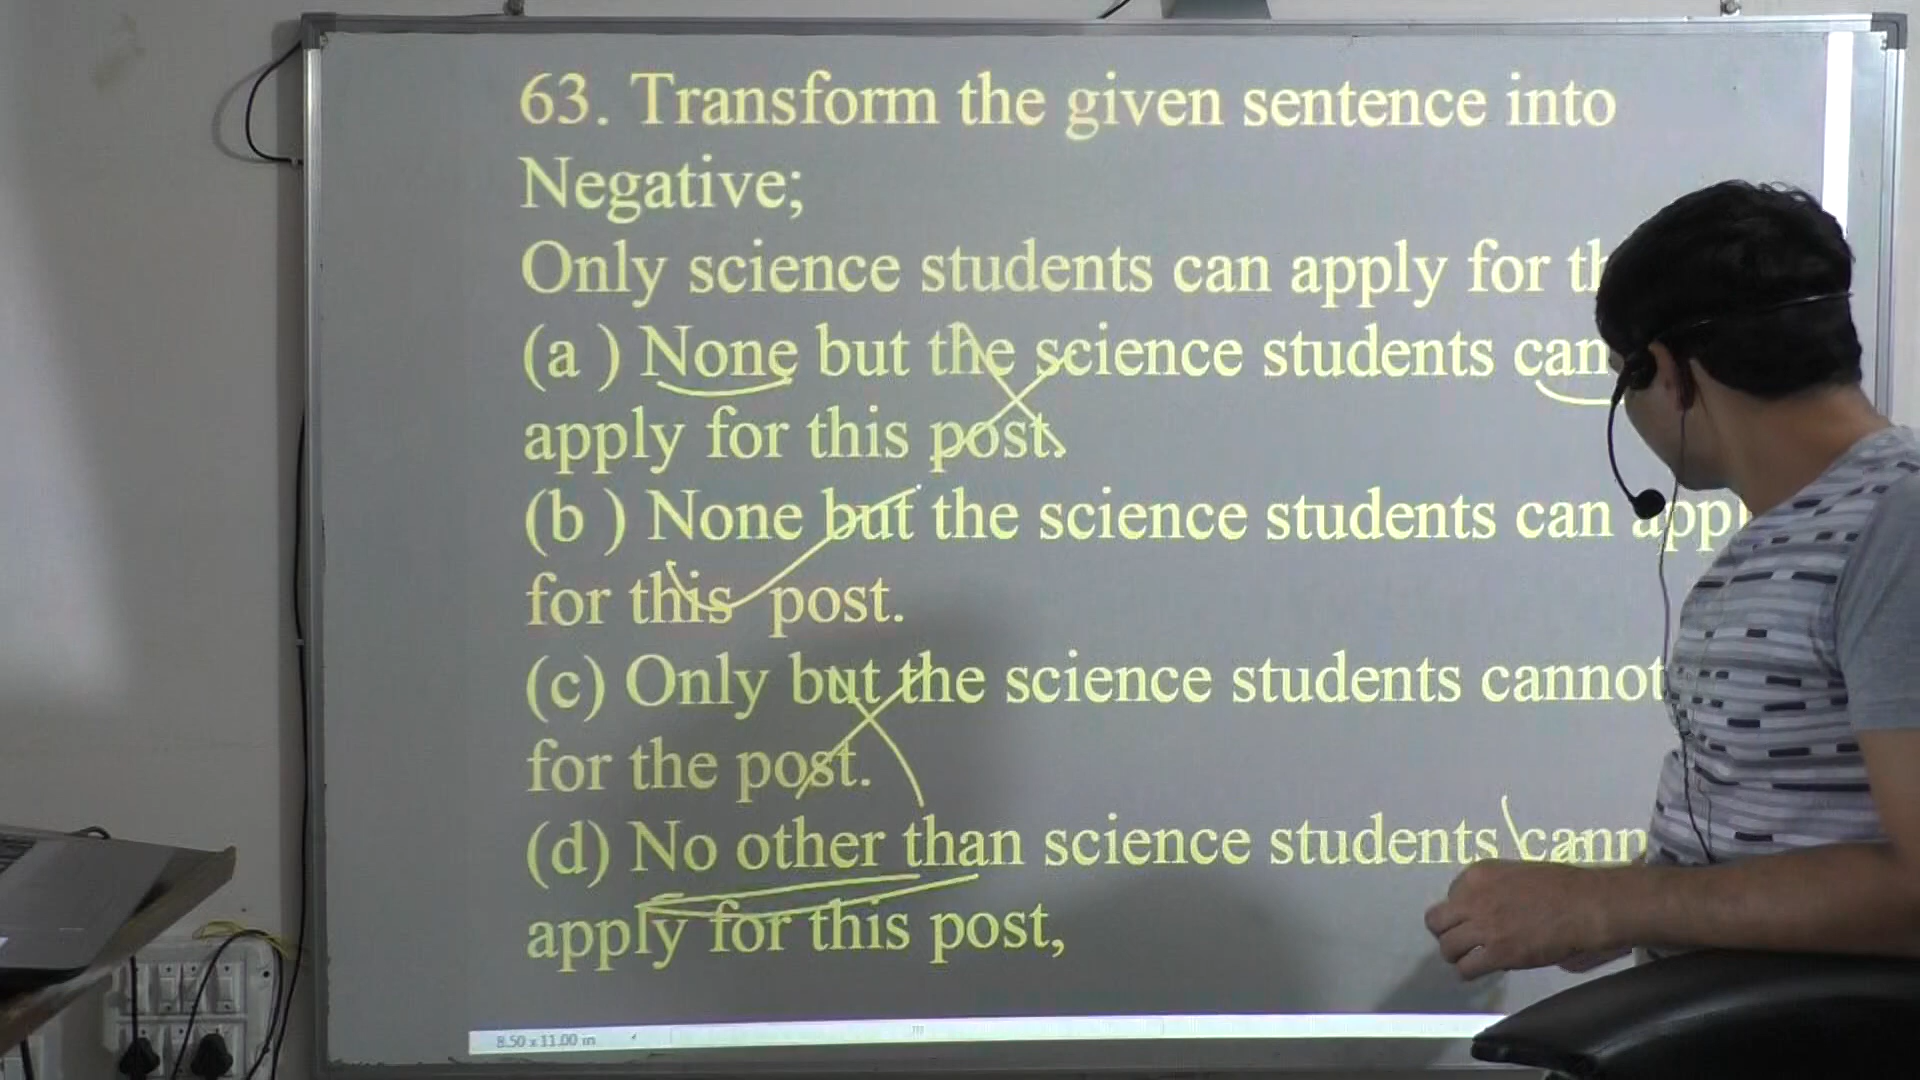 63. Transform the given sentence into
Negative;
Only science students can apply for
(a ) None but the science students
apply for this post.
(b ) None but the science students can
for this post.
(c) Only but the science students cannot
for the post.
(d) No other than science students
apply for this post,
8.50 x 11.00 in